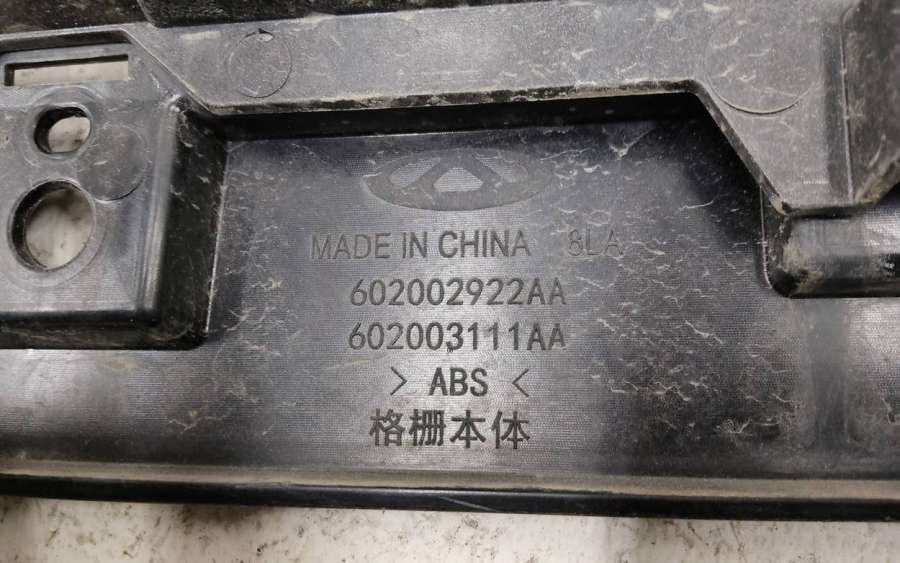 MADE IN CHINA 8LA
602002922AA
602003111AA
> ABS <
格栅本体